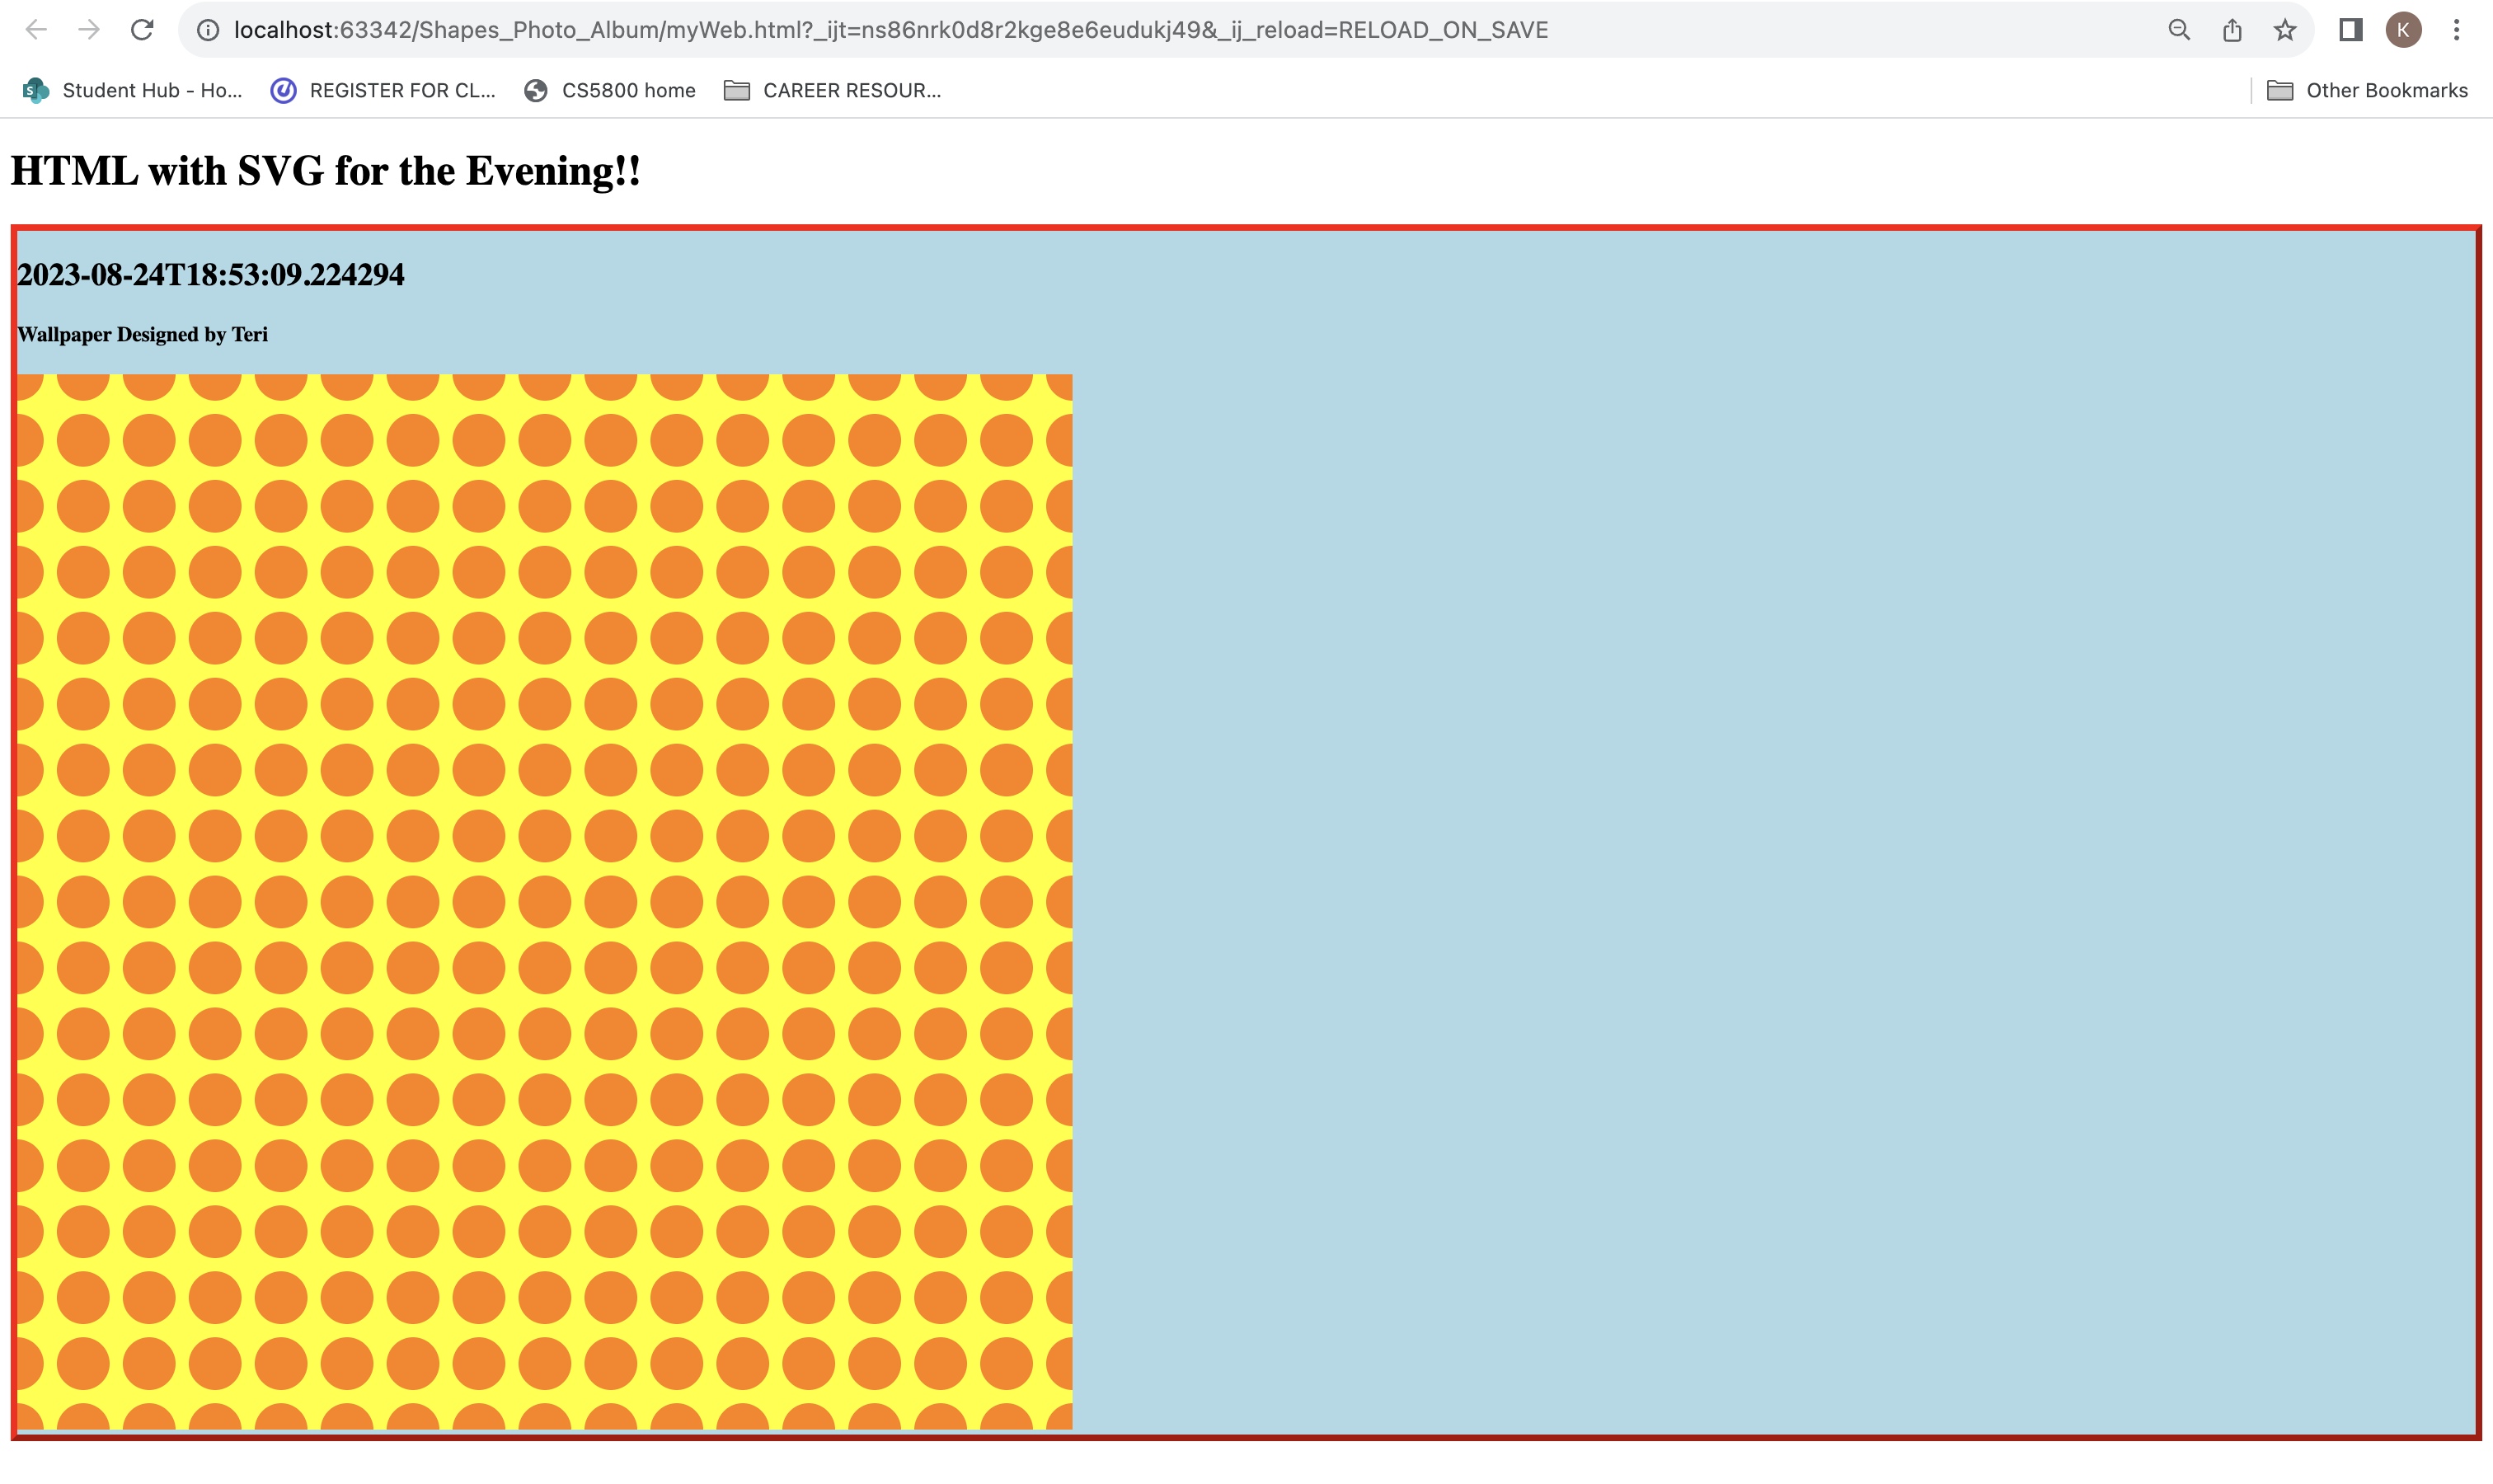 localhost:63342/Shapes_Photo_Album/myWeb.html?_ijt=ns86nrk0d8r2kge8e6eudukj49&_ij_reload=RELOAD_ON_SAVE
K
S
Student Hub - Ho...
REGISTER FOR CL...
CS5800 home
CAREER RESOUR...
Other Bookmarks
HTML with SVG for the Evening!!
2023-08-24T18:53:09.224294
Wallpaper Designed by Teri